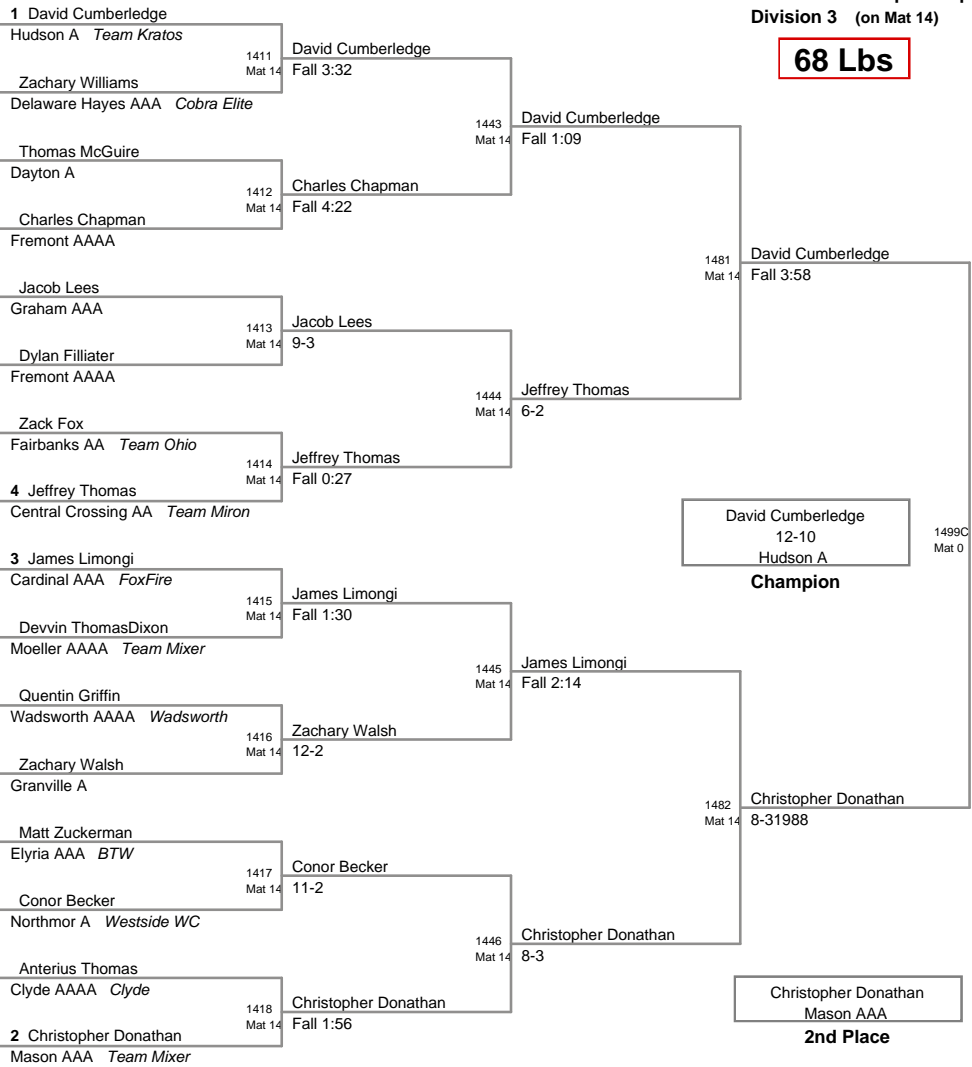 Division 3 (on Mat 14)
68 Lbs
1 David Cumberledge
Hudson A Team Kratos
1411
Mat 14
David Cumberledge
Fall 3:32
Zachary Williams
Delaware Hayes AAA Cobra Elite
1443
Mat 14
David Cumberledge
Fall 1:09
Thomas McGuire
Dayton A
1412
Mat 14
Charles Chapman
Fall 4:22
Charles Chapman
Fremont AAAA
1481
Mat 14
David Cumberledge
Fall 3:58
Jacob Lees
Graham AAA
1413
Mat 14
Jacob Lees
9-3
Dylan Filliater
Fremont AAAA
1444
Mat 14
Jeffrey Thomas
6-2
Zack Fox
Fairbanks AA Team Ohio
1414
Mat 14
Jeffrey Thomas
Fall 0:27
4 Jeffrey Thomas
Central Crossing AA Team Miron
David Cumberledge
12-10
Hudson A
Champion
1499C
Mat 0
3 James Limongi
Cardinal AAA FoxFire
1415
Mat 14
James Limongi
Fall 1:30
Devvin ThomasDixon
Moeller AAAA Team Mixer
1445
Mat 14
James Limongi
Fall 2:14
Quentin Griffin
Wadsworth AAAA Wadsworth
1416
Mat 14
Zachary Walsh
12-2
Zachary Walsh
Granville A
1482
Mat 14
Christopher Donathan
8-31988
Matt Zuckerman
Elyria AAA BTW
1417
Mat 14
Conor Becker
11-2
Conor Becker
Northmor A Westside WC
1446
Mat 14
Christopher Donathan
8-3
Anterius Thomas
Clyde AAAA Clyde
1418
Mat 14
Christopher Donathan
Fall 1:56
2 Christopher Donathan
Mason AAA Team Mixer
Christopher Donathan
Mason AAA
2nd Place